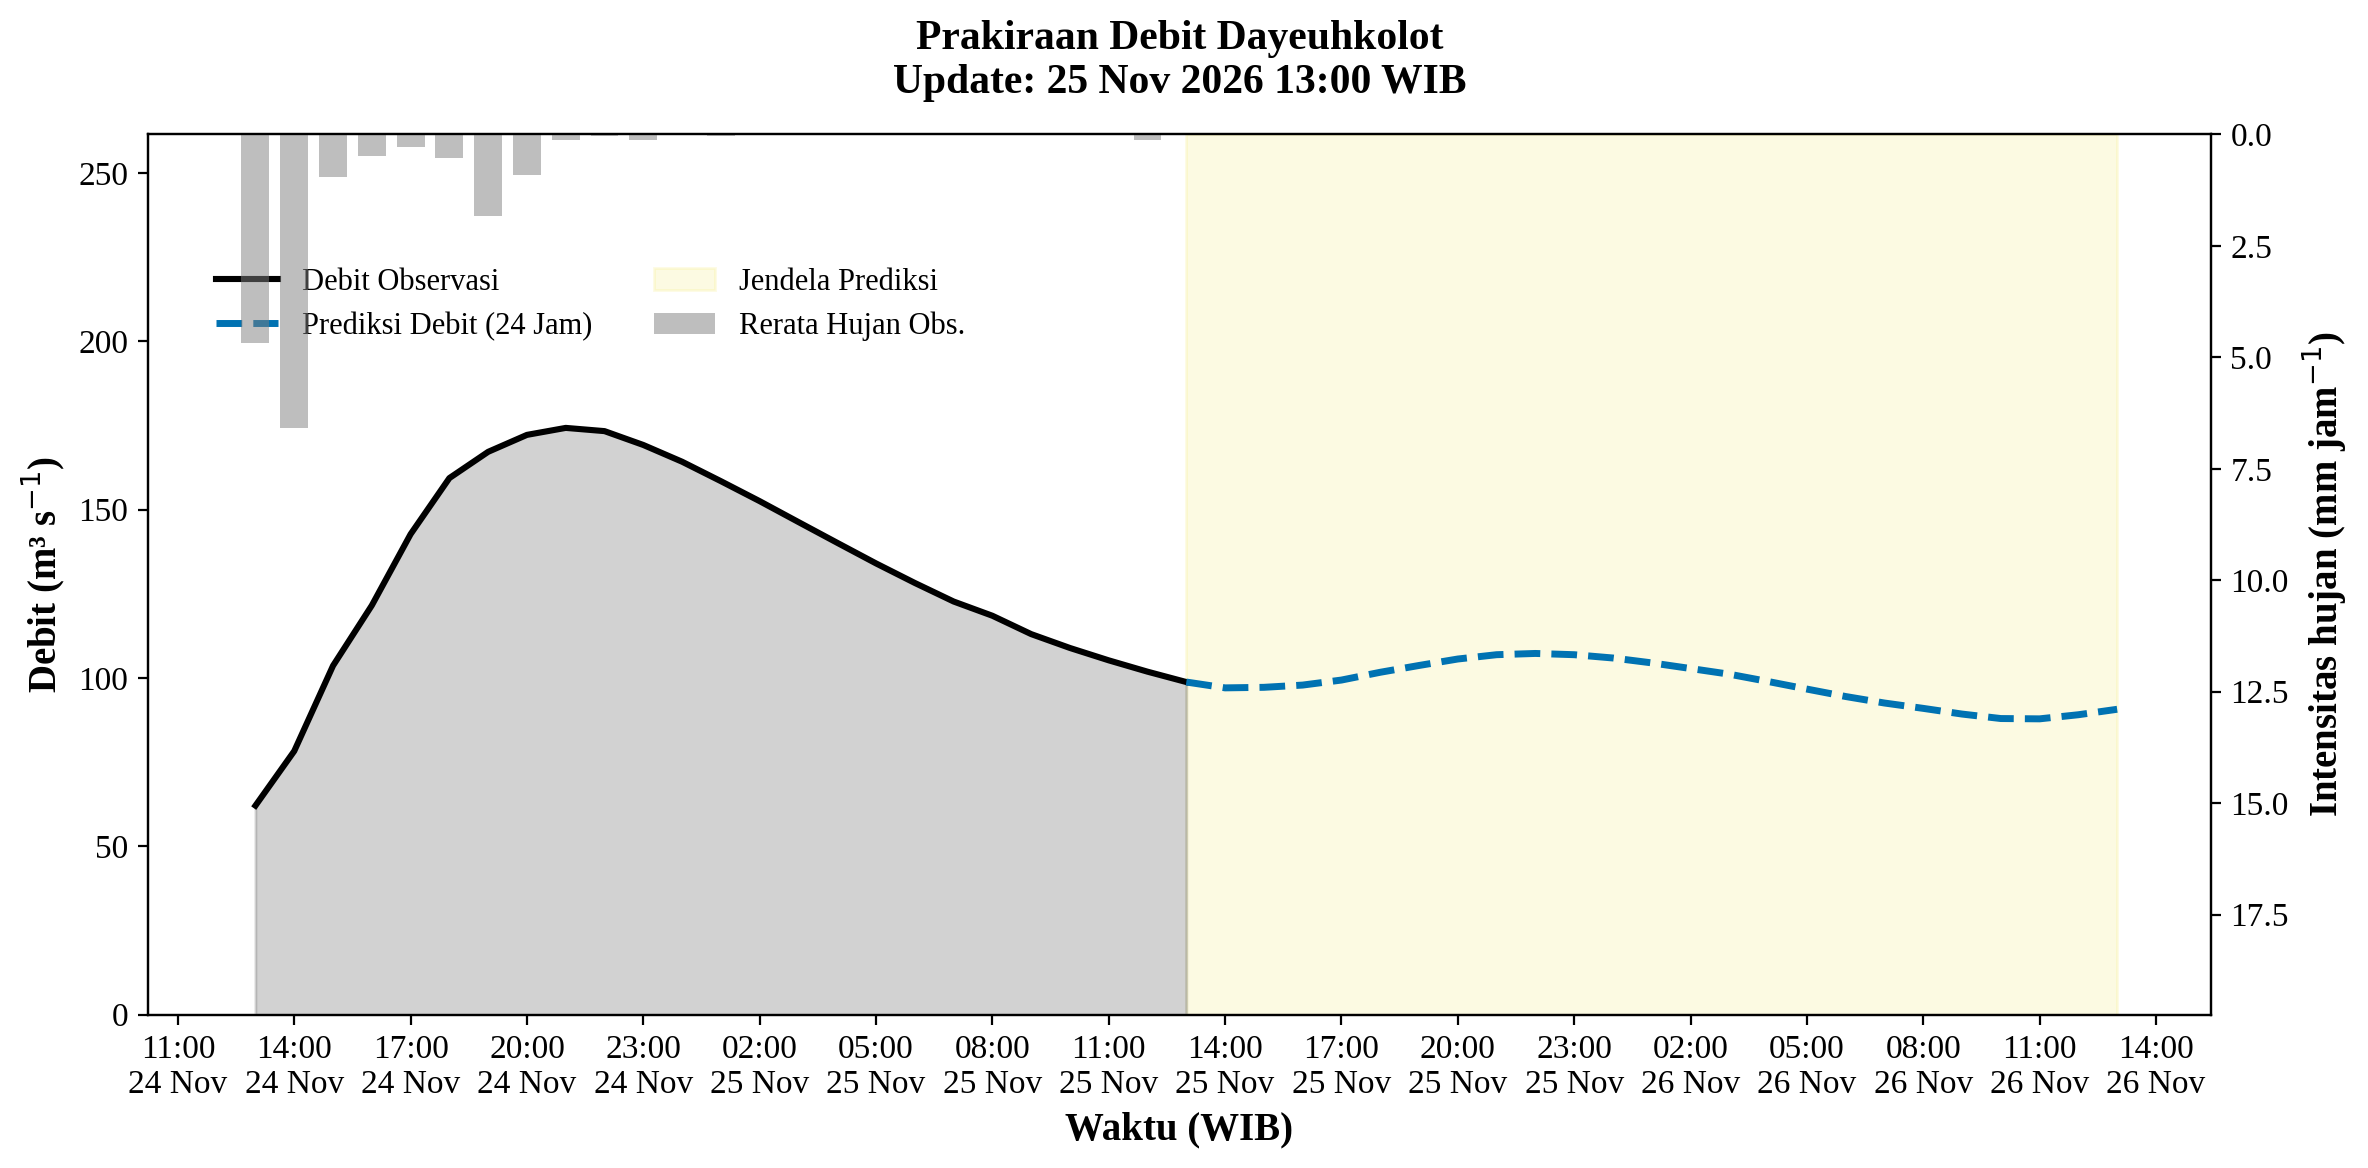 Prakiraan Debit Dayeuhkolot
Update: 25 Nov 2026 13:00 WIB
Debit (m³ s⁻¹)
250
200
150
100
50
0
Debit Observasi
Prediksi Debit (24 Jam)
Jendela Prediksi
Rerata Hujan Obs.
0.0
2.5
5.0
7.5
10.0
12.5
15.0
17.5
Intensitas hujan (mm jam⁻¹)
11:00 14:00 17:00 20:00 23:00 02:00 05:00 08:00 11:00 14:00 17:00 20:00 23:00 02:00 05:00 08:00 11:00 14:00
24 Nov 24 Nov 24 Nov 24 Nov 24 Nov 25 Nov 25 Nov 25 Nov 25 Nov 25 Nov 25 Nov 25 Nov 25 Nov 26 Nov 26 Nov 26 Nov 26 Nov 26 Nov
Waktu (WIB)